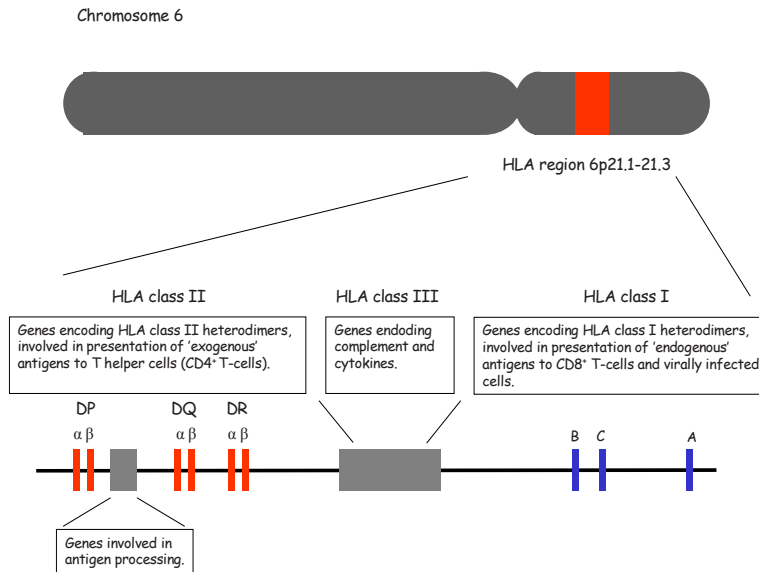 Chromosome 6
HLA region 6p21.1-21.3
HLA class II
Genes encoding HLA class II heterodimers,
involved in presentation of 'exogenous'
antigens to T helper cells (CD4⁺ T-cells).
HLA class III
Genes endoding
complement and
cytokines.
HLA class I
Genes encoding HLA class I heterodimers,
involved in presentation of 'endogenous'
antigens to CD8⁺ T-cells and virally infected
cells.
DP DQ DR
α β α β α β
B C A
Genes involved in
antigen processing.